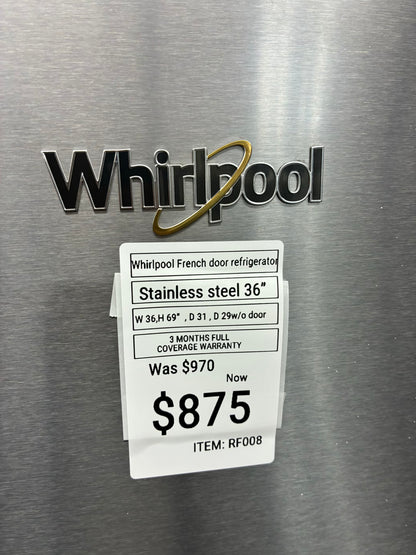 Whirlpool
Whirlpool French door refrigerator
Stainless steel 36”
W 36,H 69” , D 31 , D 29w/o door
3 MONTHS FULL
COVERAGE WARRANTY
Was $970
Now
$875
ITEM: RF008